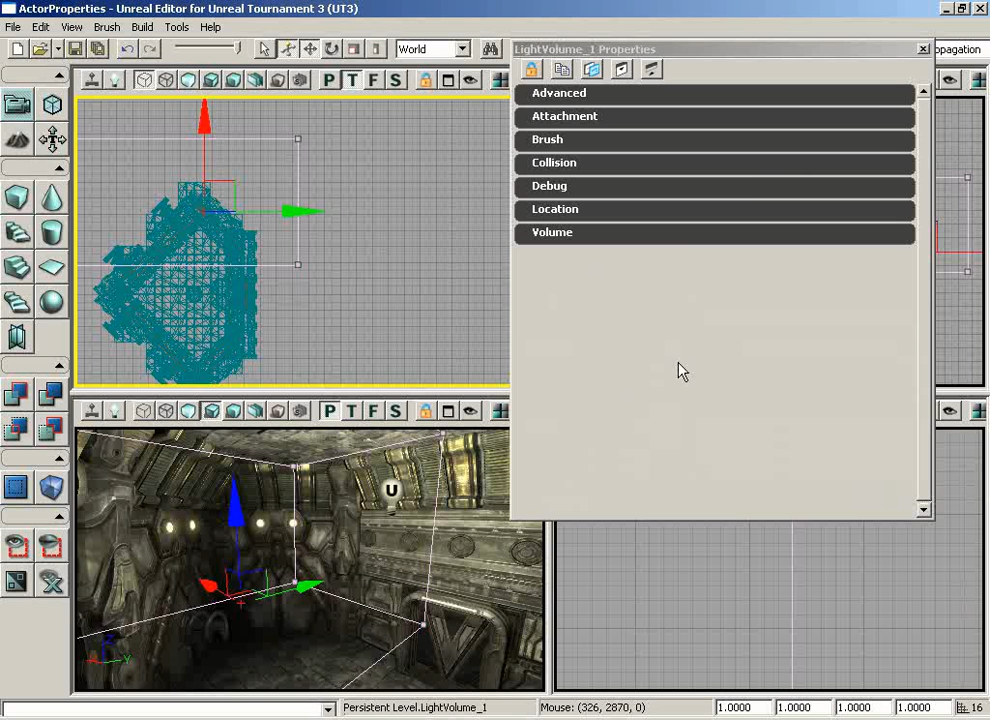 ActorProperties - Unreal Editor for Unreal Tournament 3 (UT3)
File Edit View Brush Build Tools Help
World
LightVolume_1 Properties
opagation
P T F S
Advanced
Attachment
Brush
Collision
Debug
Location
Volume
P T F S
U
Z
X Y
Persistent Level.LightVolume_1 Mouse: (326, 2870, 0) 1.0000 1.0000 1.0000 1.0000 16